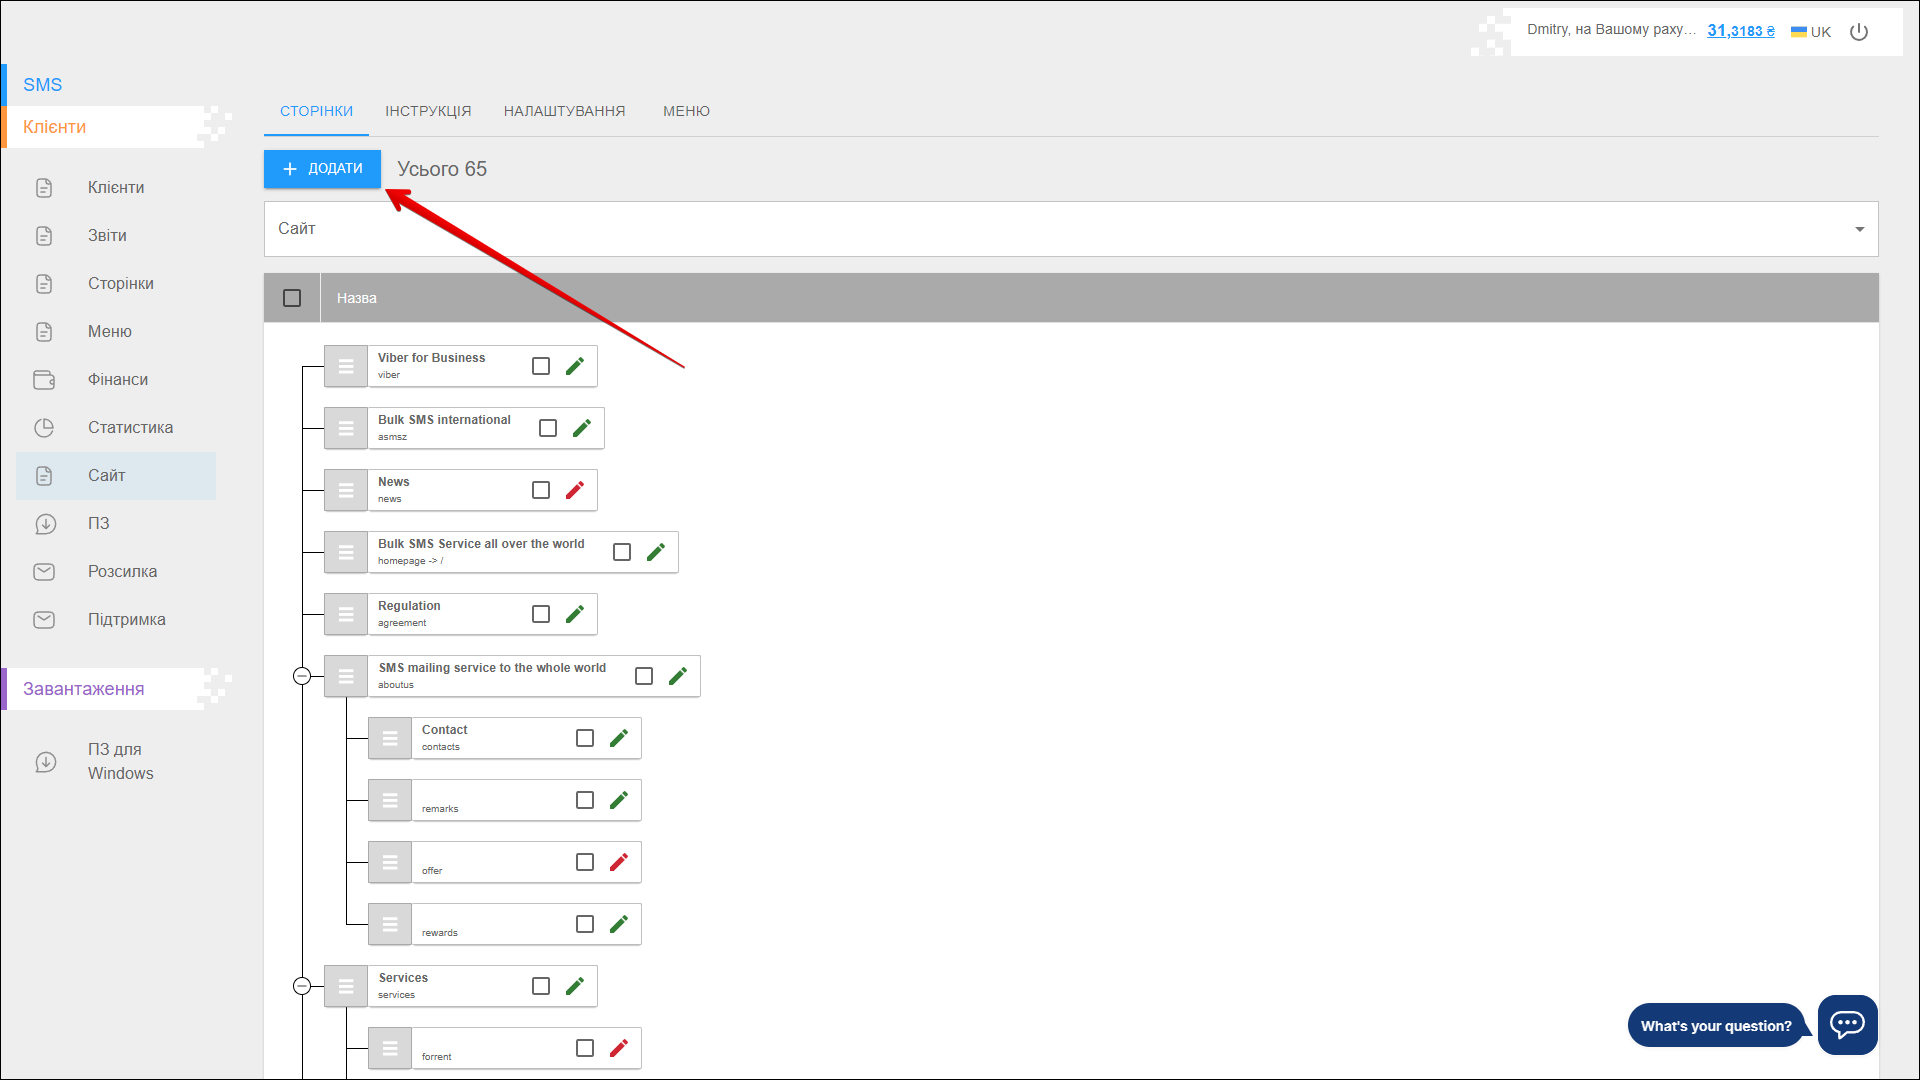 Dmitry, на Вашому раху...
31,3183 ₴
UK
SMS
Клієнти
Клієнти
Звіти
Сторінки
Меню
Фінанси
Статистика
Сайт
ПЗ
Розсилка
Підтримка
Завантаження
ПЗ для
Windows
СТОРІНКИ
ІНСТРУКЦІЯ
НАЛАШТУВАННЯ
МЕНЮ
ДОДАТИ
Усього 65
Сайт
Назва
Viber for Business
viber
Bulk SMS international
asmsz
News
news
Bulk SMS Service all over the world
homepage -> /
Regulation
agreement
SMS mailing service to the whole world
aboutus
Contact
contacts
remarks
offer
rewards
Services
services
forrent
What's your question?